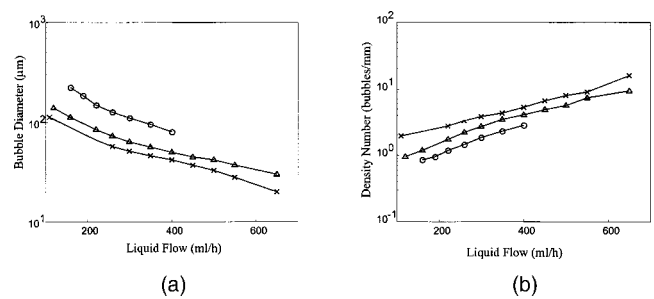 10³
10²
10¹
Bubble Diameter (μm)
200
400
600
Liquid Flow (ml/h)
(a)
10²
10¹
10⁰
10⁻¹
Density Number (bubbles/mm)
200
400
600
Liquid Flow (ml/h)
(b)